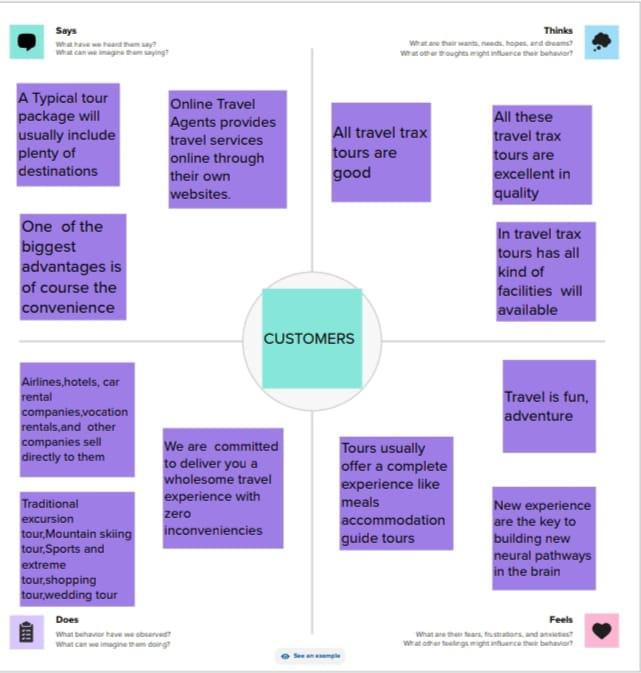 Says
What have we heard them say?
What can we imagine them saying?
Thinks
What are their wants, needs, hopes, and dreams?
What other thoughts might influence their behavior?
A Typical tour
package will
usually include
plenty of
destinations
Online Travel
Agents provides
travel services
online through
their own
websites.
One of the
biggest
advantages is
of course the
convenience
All travel trax
tours are
good
All these
travel trax
tours are
excellent in
quality
In travel trax
tours has all
kind of
facilities will
available
CUSTOMERS
Airlines,hotels, car
rental
companies,vocation
rentals,and other
companies sell
directly to them
We are committed
to deliver you a
wholesome travel
experience with
zero
inconveniencies
Traditional
excursion
tour,Mountain skiing
tour,Sports and
extreme
tour,shopping
tour,wedding tour
Tours usually
offer a complete
experience like
meals
accommodation
guide tours
Travel is fun,
adventure
New experience
are the key to
building new
neural pathways
in the brain
Does
What behavior have we observed?
What can we imagine them doing?
Feels
What are their fears, frustrations, and anxieties?
What other feelings might influence their behavior?
See an example